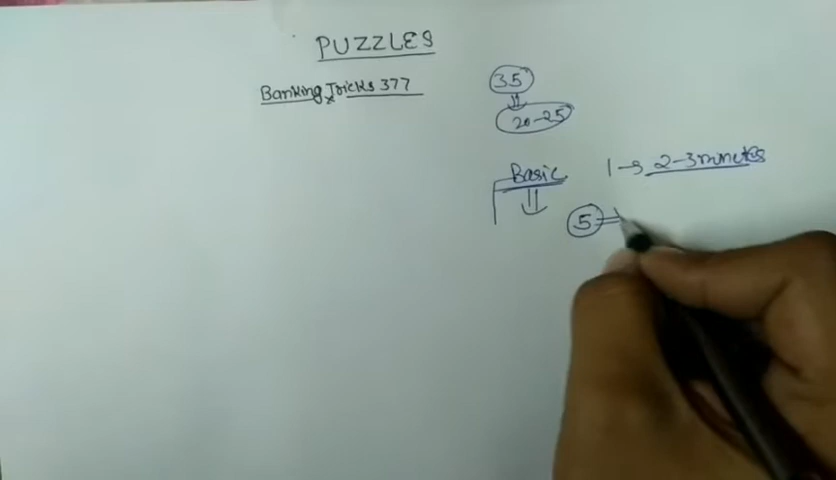 PUZZLES
Banking Tricks 377
35
20-25
Basic
1 → 2-3 minutes
5 ⇒